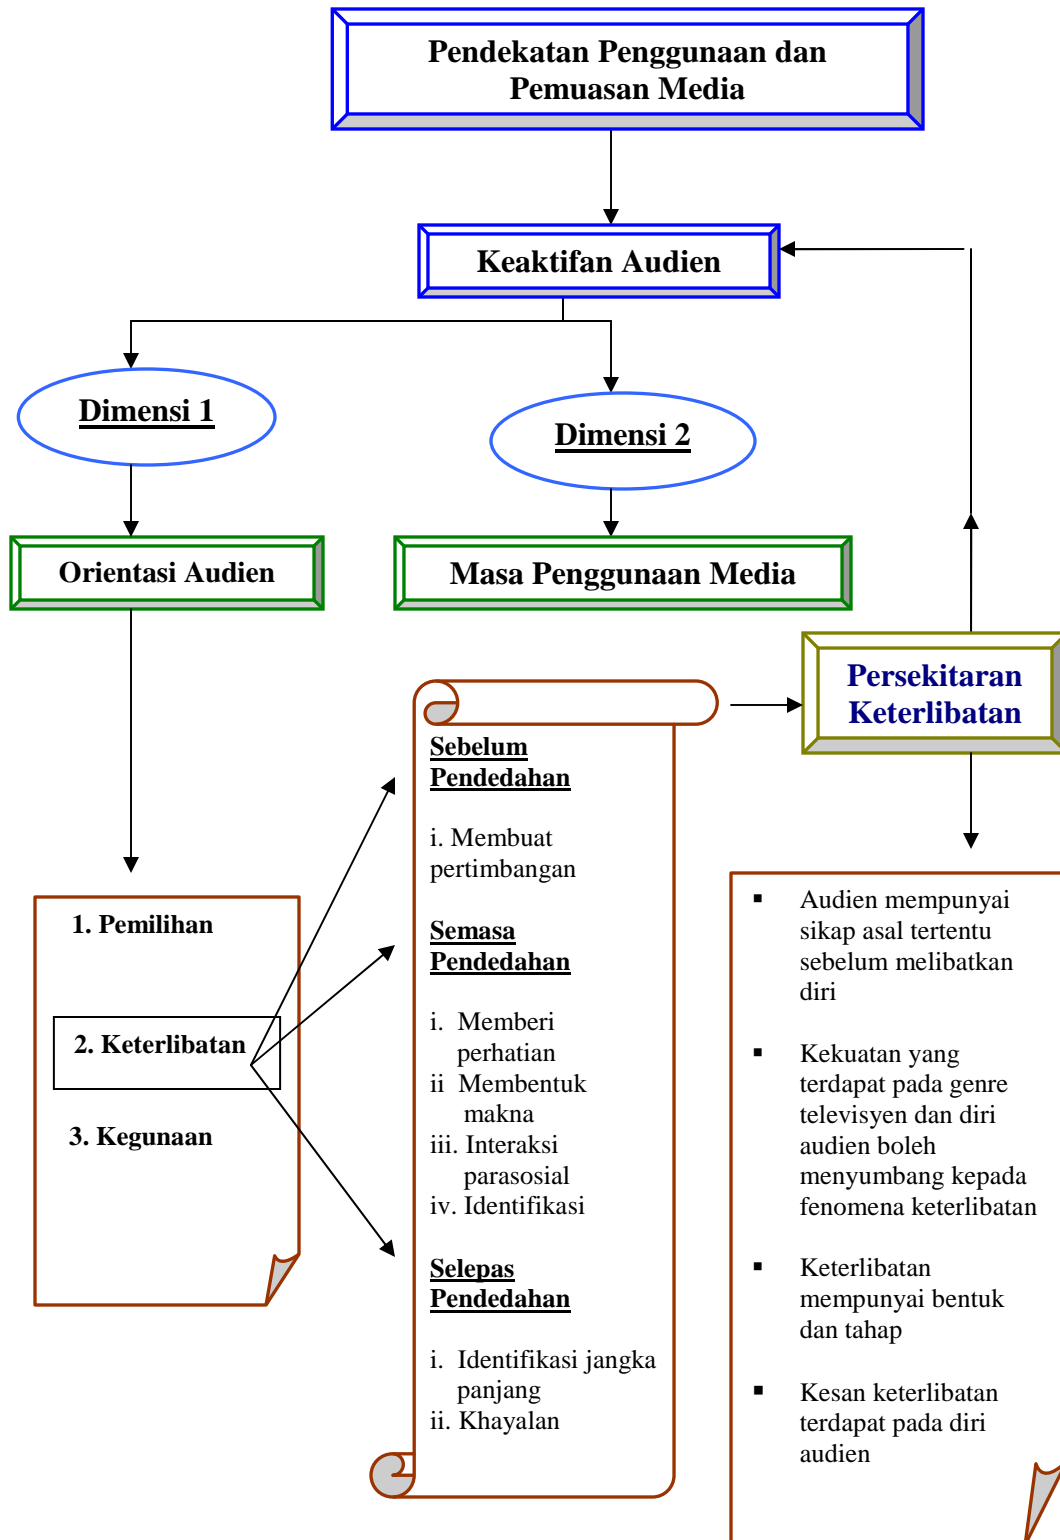 Pendekatan Penggunaan dan
Pemuasan Media
Keaktifan Audien
Dimensi 1
Dimensi 2
Orientasi Audien
Masa Penggunaan Media
Persekitaran
Keterlibatan
1. Pemilihan
2. Keterlibatan
3. Kegunaan
Sebelum
Pendedahan
i. Membuat
pertimbangan
Semasa
Pendedahan
i. Memberi
perhatian
ii Membentuk
makna
iii. Interaksi
parasosial
iv. Identifikasi
Selepas
Pendedahan
i. Identifikasi jangka
panjang
ii. Khayalan
▪ Audien mempunyai
sikap asal tertentu
sebelum melibatkan
diri
▪ Kekuatan yang
terdapat pada genre
televisyen dan diri
audien boleh
menyumbang kepada
fenomena keterlibatan
▪ Keterlibatan
mempunyai bentuk
dan tahap
▪ Kesan keterlibatan
terdapat pada diri
audien